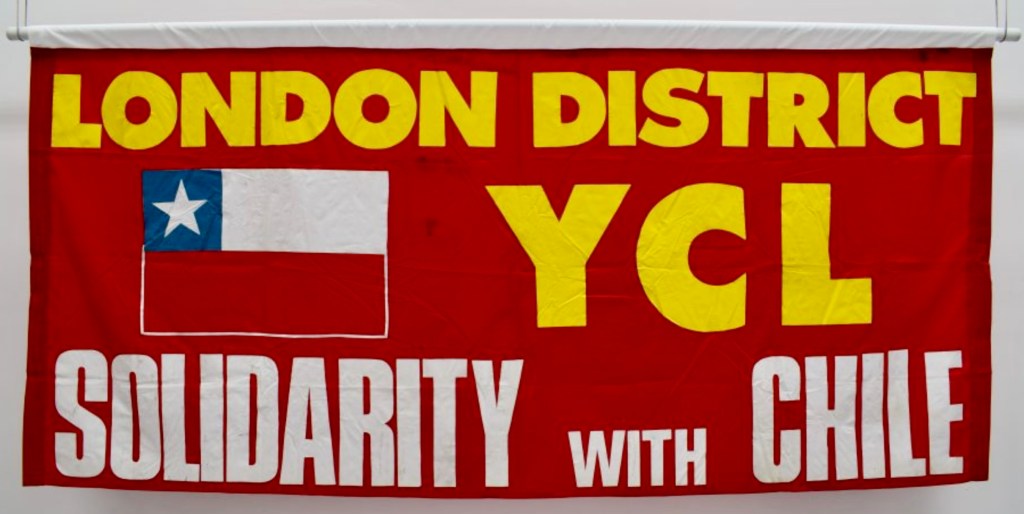 LONDON DISTRICT
YCL
SOLIDARITY WITH CHILE